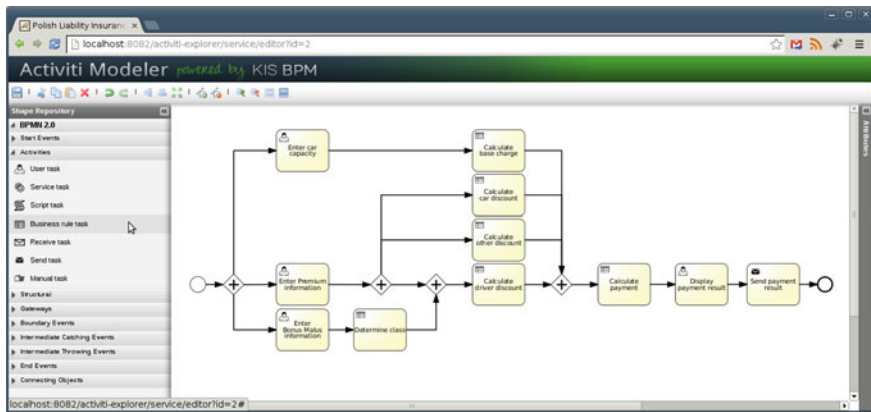 Polish Liability Insuranc
localhost:8082/activiti-explorer/service/editor?id=2
Activiti Modeler powered by KIS BPM
Shape Repository
BPMN 2.0
Start Events
Activities
User task
Service task
Script task
Business rule task
Receive task
Send task
Manual task
Structural
Gateways
Boundary Events
Intermediate Catching Events
Intermediate Throwing Events
End Events
Connecting Objects
Enter car
capacity
Calculate
base charge
Calculate
car discount
Calculate
other discount
Enter Premium
information
Calculate
driver discount
Calculate
payment
Display
payment result
Send payment
result
Enter
Bonus Malus
information
Determine class
Attributes
localhost:8082/activiti-explorer/service/editor?id=2#